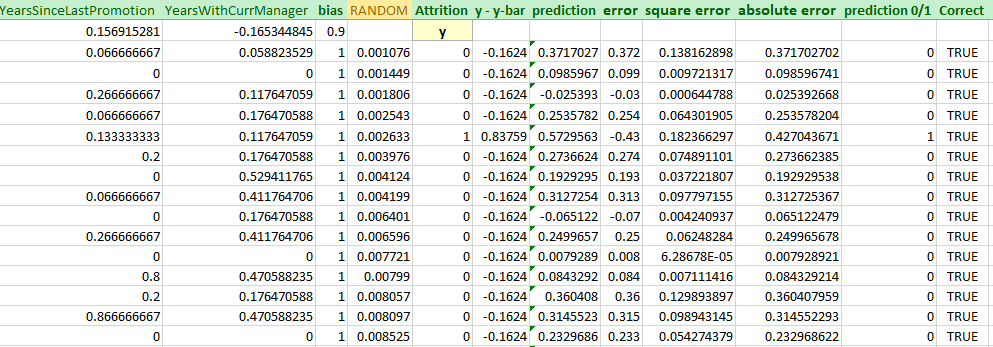 YearsSinceLastPromotion YearsWithCurrManager bias RANDOM Attrition y - y-bar prediction error square error absolute error prediction 0/1 Correct
0.156915281 -0.165344845 0.9 y
0.066666667 0.058823529 1 0.001076 0 -0.1624 0.3717027 0.372 0.138162898 0.371702702 0 TRUE
0 0 1 0.001449 0 -0.1624 0.0985967 0.099 0.009721317 0.098596741 0 TRUE
0.266666667 0.117647059 1 0.001806 0 -0.1624 -0.025393 -0.03 0.000644788 0.025392668 0 TRUE
0.066666667 0.176470588 1 0.002543 0 -0.1624 0.2535782 0.254 0.064301905 0.253578204 0 TRUE
0.133333333 0.117647059 1 0.002633 1 0.83759 0.5729563 -0.43 0.182366297 0.427043671 1 TRUE
0.2 0.176470588 1 0.003976 0 -0.1624 0.2736624 0.274 0.074891101 0.273662385 0 TRUE
0 0.529411765 1 0.004124 0 -0.1624 0.1929295 0.193 0.037221807 0.192929538 0 TRUE
0.066666667 0.411764706 1 0.004199 0 -0.1624 0.3127254 0.313 0.097797155 0.312725367 0 TRUE
0 0.176470588 1 0.006401 0 -0.1624 -0.065122 -0.07 0.004240937 0.065122479 0 TRUE
0.266666667 0.411764706 1 0.006596 0 -0.1624 0.2499657 0.25 0.06248284 0.249965678 0 TRUE
0 0 1 0.007721 0 -0.1624 0.0079289 0.008 6.28678E-05 0.007928921 0 TRUE
0.8 0.470588235 1 0.00799 0 -0.1624 0.0843292 0.084 0.007111416 0.084329214 0 TRUE
0.2 0.176470588 1 0.008057 0 -0.1624 0.360408 0.36 0.129893897 0.360407959 0 TRUE
0.866666667 0.470588235 1 0.008097 0 -0.1624 0.3145523 0.315 0.098943145 0.314552293 0 TRUE
0 0 1 0.008525 0 -0.1624 0.2329686 0.233 0.054274379 0.232968622 0 TRUE